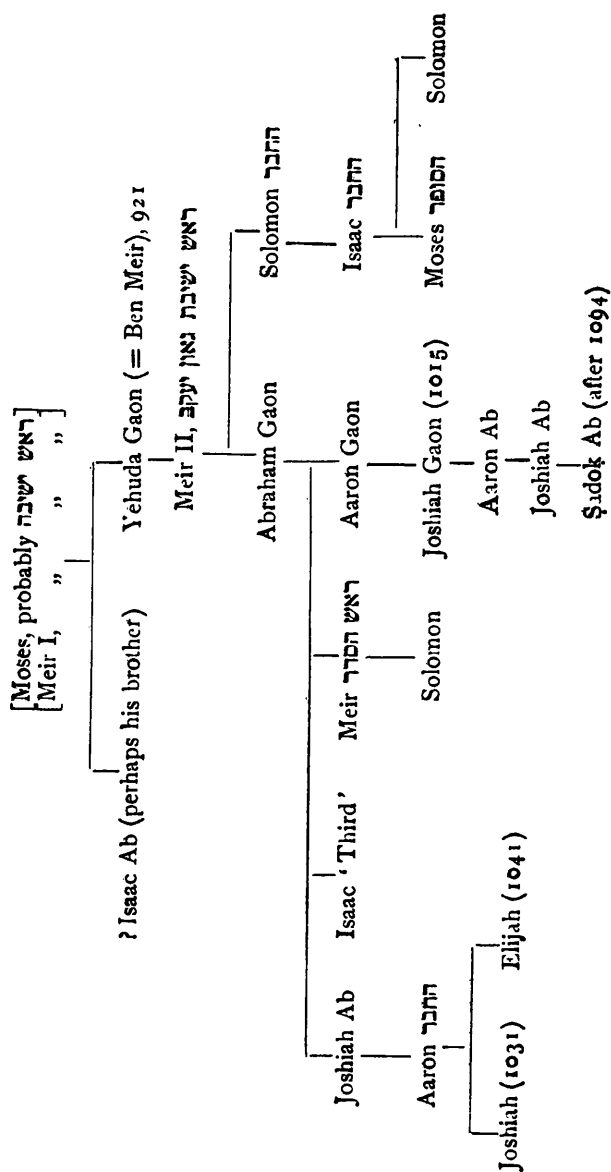 [Moses, probably ראש ישיבה]
[Meir I,          „          „          „ ]
? Isaac Ab (perhaps his brother)          Yehuda Gaon (= Ben Meir), 921
Meir II, ראש ישיבת גאון יעקב
Abraham Gaon          Solomon החבר
Joshiah Ab          Isaac ‘Third’          Meir ראש הסדר          Aaron Gaon          Isaac החבר
Aaron החבר          Solomon          Joshiah Gaon (1015)          Moses הסופר          Solomon
Joshiah (1031)          Elijah (1041)          Aaron Ab
Joshiah Ab
Ṣadoḳ Ab (after 1094)